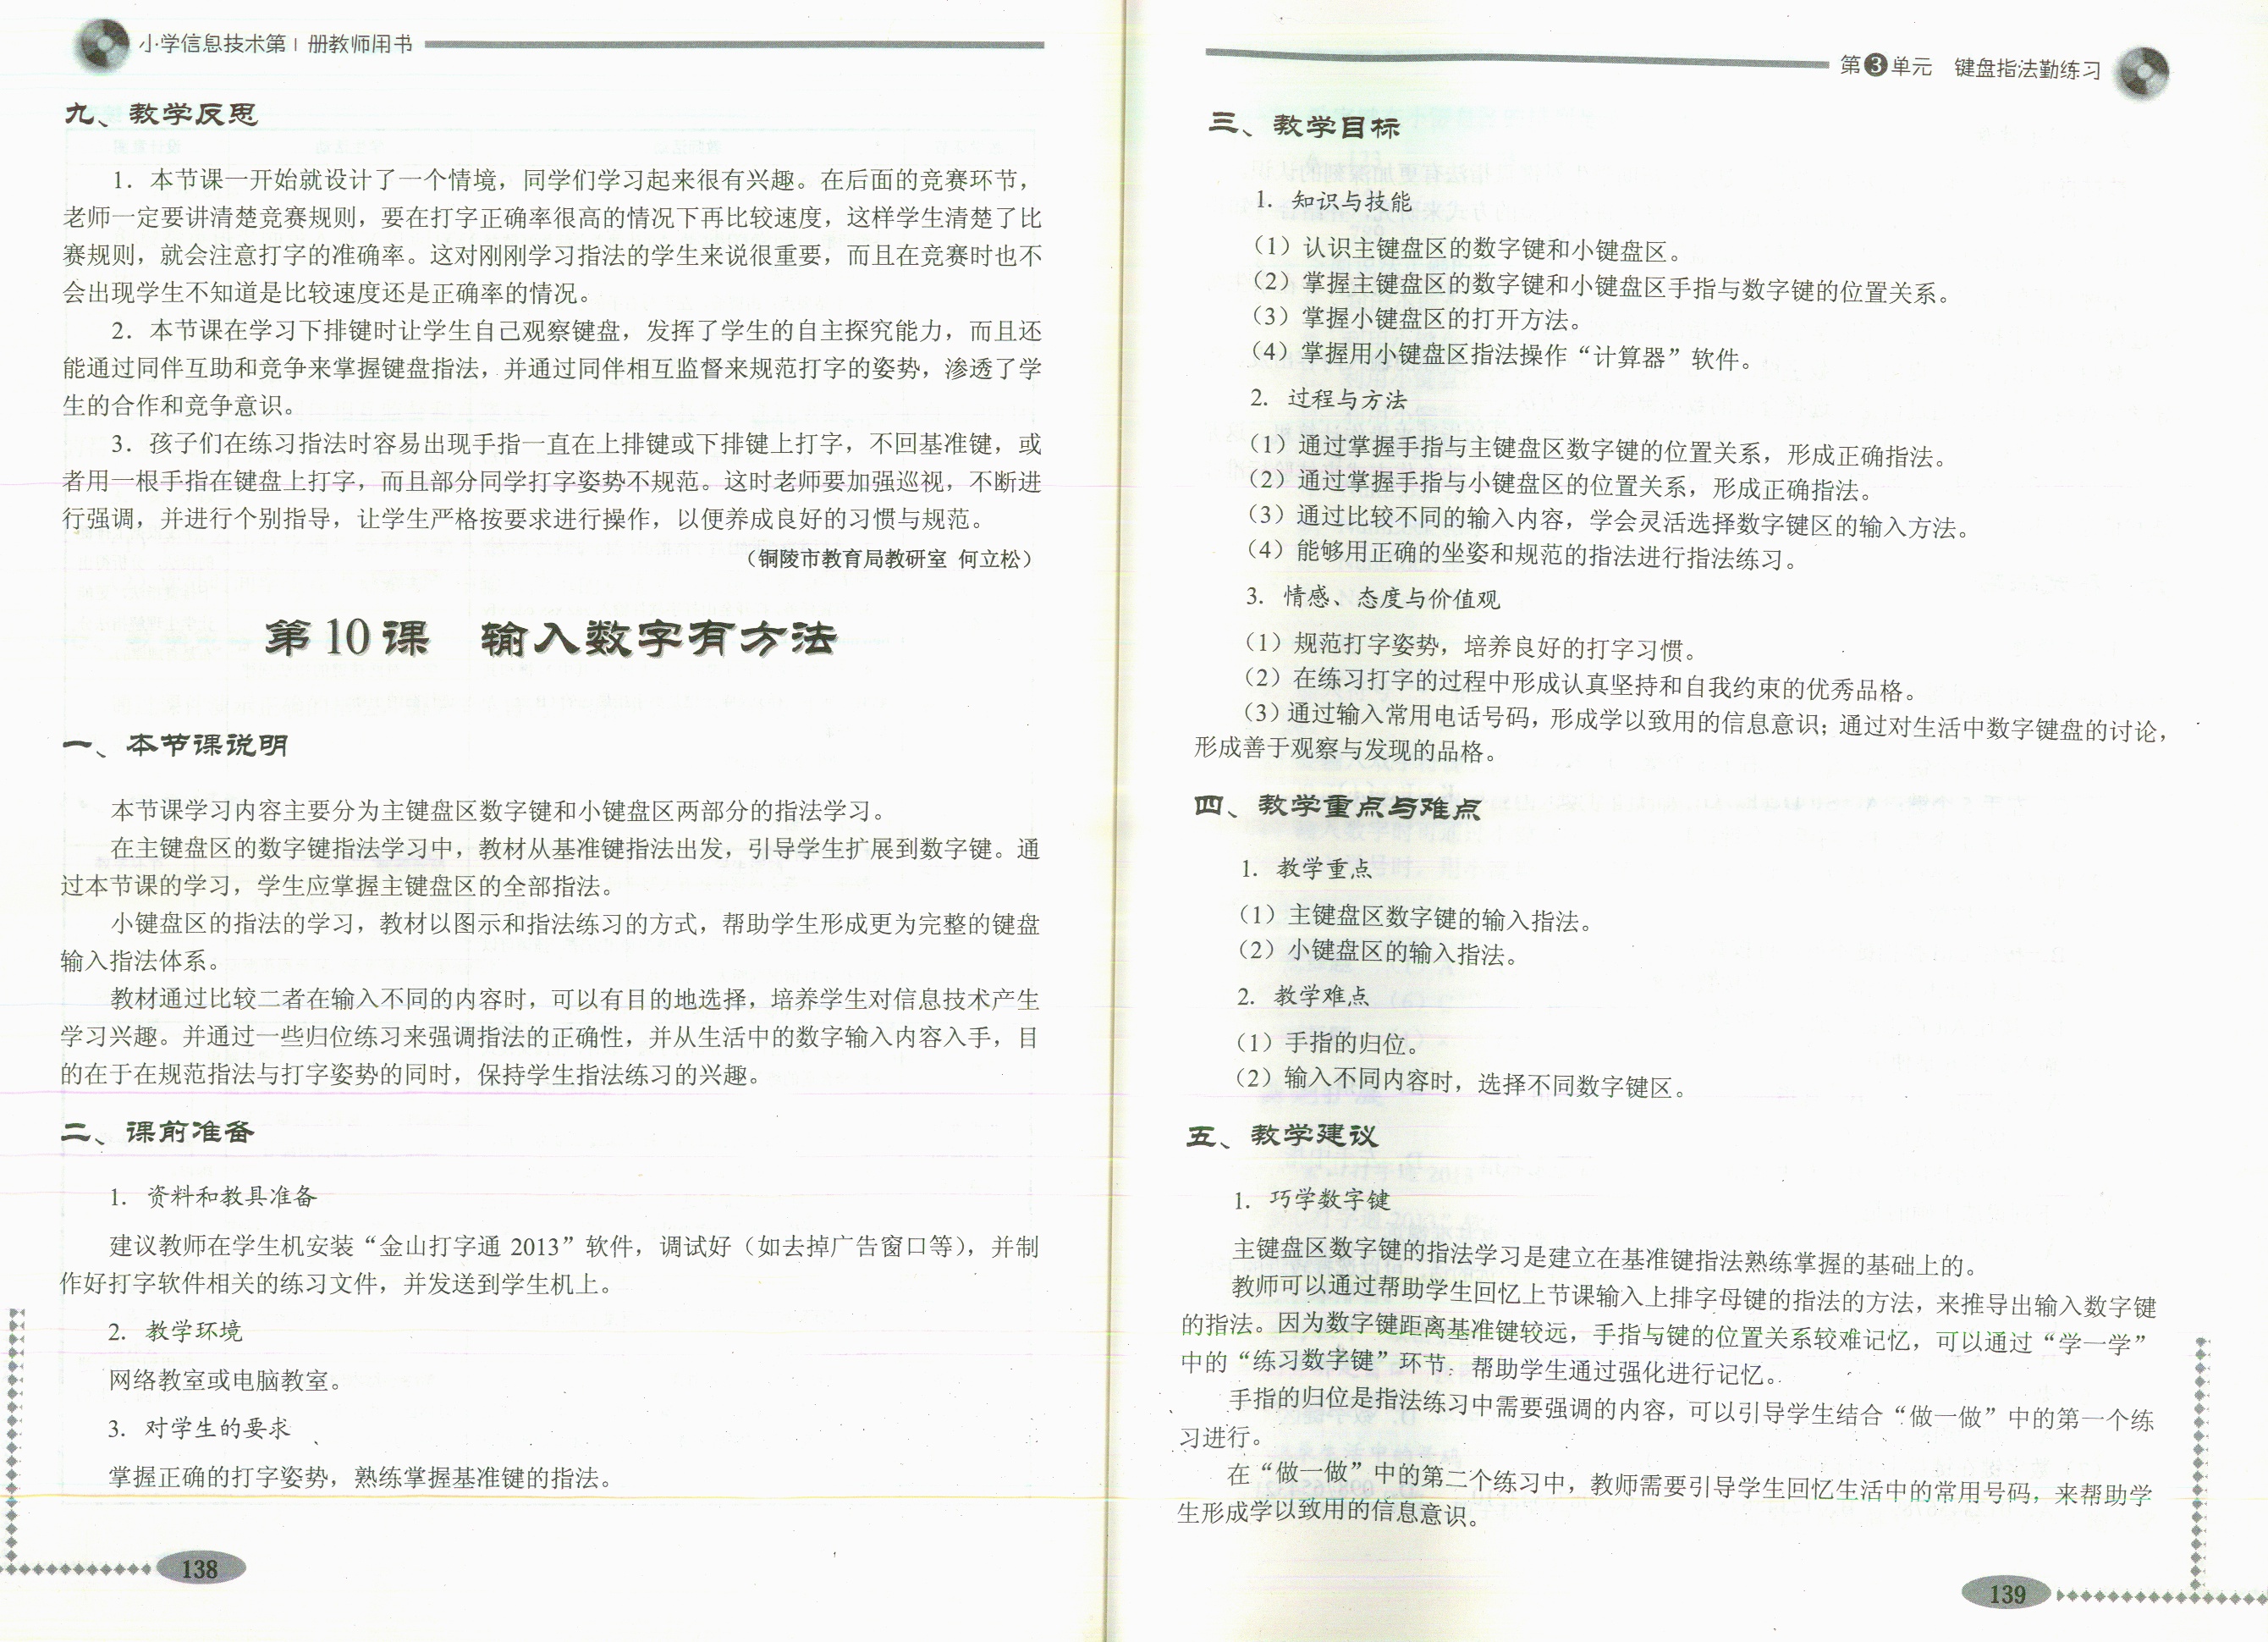 小学信息技术第1册教师用书
九、教学反思
1．本节课一开始就设计了一个情境，同学们学习起来很有兴趣。在后面的竞赛环节，
老师一定要讲清楚竞赛规则，要在打字正确率很高的情况下再比较速度，这样学生清楚了比
赛规则，就会注意打字的准确率。这对刚刚学习指法的学生来说很重要，而且在竞赛时也不
会出现学生不知道是比较速度还是正确率的情况。
2．本节课在学习下排键时让学生自己观察键盘，发挥了学生的自主探究能力，而且还
能通过同伴互助和竞争来掌握键盘指法，并通过同伴相互监督来规范打字的姿势，渗透了学
生的合作和竞争意识。
3．孩子们在练习指法时容易出现手指一直在上排键或下排键上打字，不回基准键，或
者用一根手指在键盘上打字，而且部分同学打字姿势不规范。这时老师要加强巡视，不断进
行强调，并进行个别指导，让学生严格按要求进行操作，以便养成良好的习惯与规范。
（铜陵市教育局教研室 何立松）
第10课 输入数字有方法
一、本节课说明
本节课学习内容主要分为主键盘区数字键和小键盘区两部分的指法学习。
在主键盘区的数字键指法学习中，教材从基准键指法出发，引导学生扩展到数字键。通
过本节课的学习，学生应掌握主键盘区的全部指法。
小键盘区的指法的学习，教材以图示和指法练习的方式，帮助学生形成更为完整的键盘
输入指法体系。
教材通过比较二者在输入不同的内容时，可以有目的地选择，培养学生对信息技术产生
学习兴趣。并通过一些归位练习来强调指法的正确性，并从生活中的数字输入内容入手，目
的在于在规范指法与打字姿势的同时，保持学生指法练习的兴趣。
二、课前准备
1．资料和教具准备
建议教师在学生机安装“金山打字通 2013”软件，调试好（如去掉广告窗口等），并制
作好打字软件相关的练习文件，并发送到学生机上。
2．教学环境
网络教室或电脑教室。
3．对学生的要求
掌握正确的打字姿势，熟练掌握基准键的指法。
138
第3单元 键盘指法勤练习
三、教学目标
1．知识与技能
（1）认识主键盘区的数字键和小键盘区。
（2）掌握主键盘区的数字键和小键盘区手指与数字键的位置关系。
（3）掌握小键盘区的打开方法。
（4）掌握用小键盘区指法操作“计算器”软件。
2．过程与方法
（1）通过掌握手指与主键盘区数字键的位置关系，形成正确指法。
（2）通过掌握手指与小键盘区的位置关系，形成正确指法。
（3）通过比较不同的输入内容，学会灵活选择数字键区的输入方法。
（4）能够用正确的坐姿和规范的指法进行指法练习。
3．情感、态度与价值观
（1）规范打字姿势，培养良好的打字习惯。
（2）在练习打字的过程中形成认真坚持和自我约束的优秀品格。
（3）通过输入常用电话号码，形成学以致用的信息意识；通过对生活中数字键盘的讨论，
形成善于观察与发现的品格。
四、教学重点与难点
1．教学重点
（1）主键盘区数字键的输入指法。
（2）小键盘区的输入指法。
2．教学难点
（1）手指的归位。
（2）输入不同内容时，选择不同数字键区。
五、教学建议
1．巧学数字键
主键盘区数字键的指法学习是建立在基准键指法熟练掌握的基础上的。
教师可以通过帮助学生回忆上节课输入上排字母键的指法的方法，来推导出输入数字键
的指法。因为数字键距离基准键较远，手指与键的位置关系较难记忆，可以通过“学一学”
中的“练习数字键”环节，帮助学生通过强化进行记忆。
手指的归位是指法练习中需要强调的内容，可以引导学生结合“做一做”中的第一个练
习进行。
在“做一做”中的第二个练习中，教师需要引导学生回忆生活中的常用号码，来帮助学
生形成学以致用的信息意识。
139